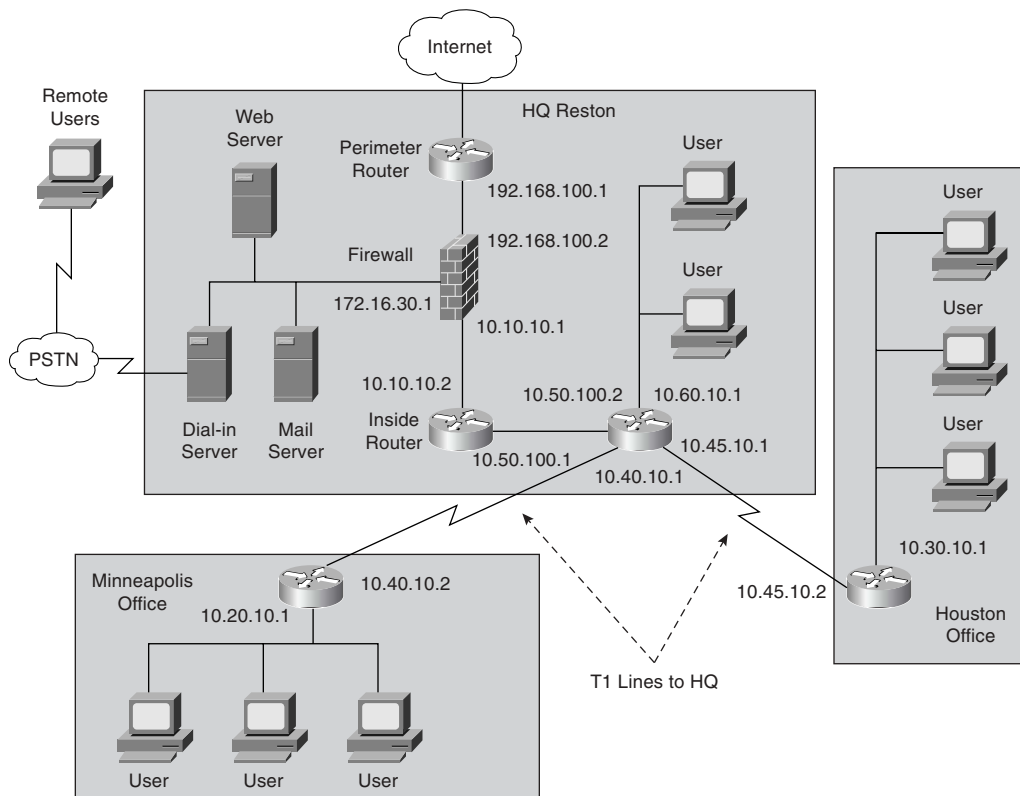 Internet
Remote
Users
HQ Reston
Web
Server
Perimeter
Router
User
192.168.100.1
User
192.168.100.2
Firewall
User
172.16.30.1
10.10.10.1
User
PSTN
10.10.10.2
10.50.100.2
10.60.10.1
Inside
Router
User
Dial-in
Server
Mail
Server
10.45.10.1
10.50.100.1
10.40.10.1
10.30.10.1
Minneapolis
Office
10.40.10.2
10.45.10.2
10.20.10.1
Houston
Office
T1 Lines to HQ
User
User
User